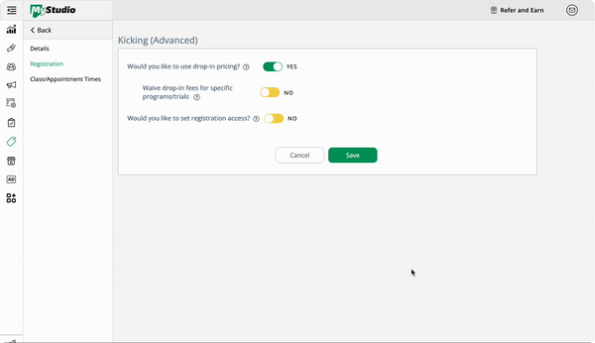 MyStudio
Refer and Earn
Back
Details
Registration
Class/Appointment Times
Kicking (Advanced)
Would you like to use drop-in pricing? ? YES
Waive drop-in fees for specific
programs/trials ? NO
Would you like to set registration access? ? NO
Cancel
Save